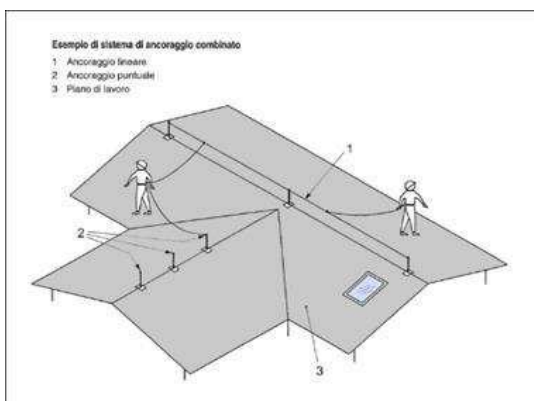 Esempio di sistema di ancoraggio combinato
1 Ancoraggio lineare
2 Ancoraggio puntuale
3 Piano di lavoro
1
2
3